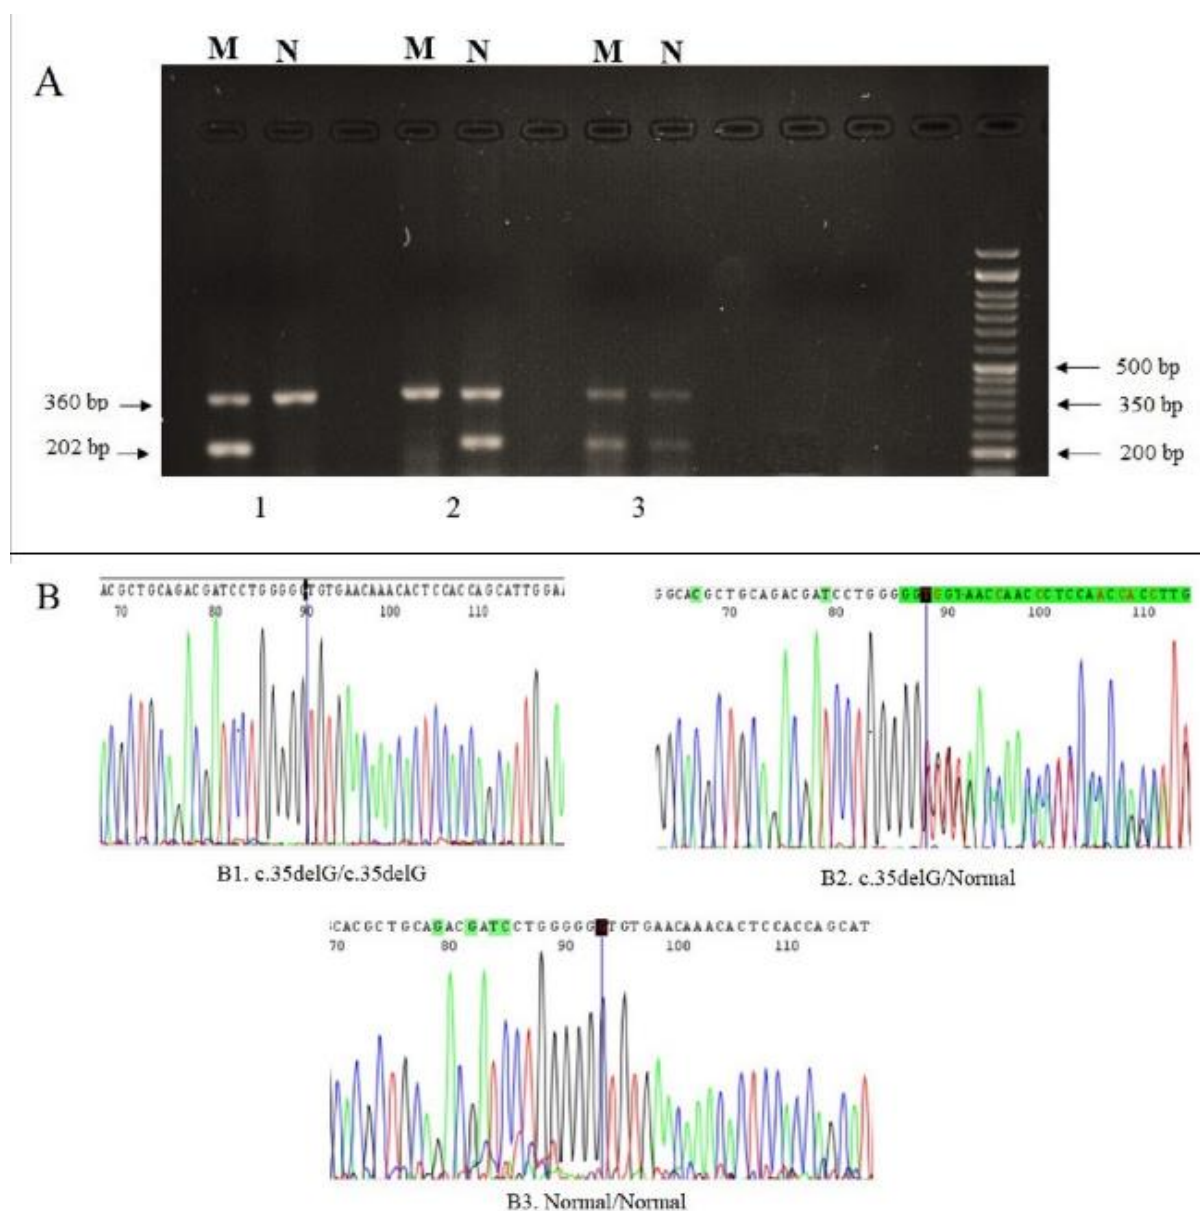 A
M N M N M N
500 bp
360 bp
350 bp
202 bp
200 bp
1 2 3
B
ACGCTGCAGACGATCCTGGGGGTGTGAACAAACACTCCACCAGCATTGGA
70 80 90 100 110
B1. c.35delG/c.35delG
GGCACGCTGCAGACGATCCTGGGGG
70 80 90 100 110
B2. c.35delG/Normal
CACGCTGCAGACGATCCTGGGGGGTGTGAACAAACACTCCACCAGCAT
70 80 90 100 110
B3. Normal/Normal